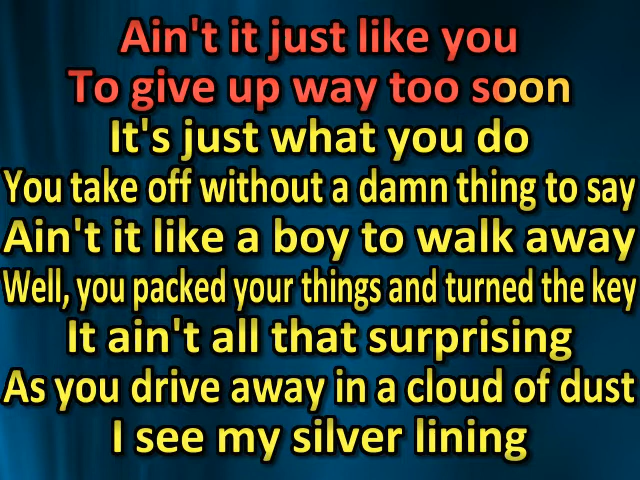 Ain't it just like you
To give up way too soon
It's just what you do
You take off without a damn thing to say
Ain't it like a boy to walk away
Well, you packed your things and turned the key
It ain't all that surprising
As you drive away in a cloud of dust
I see my silver lining